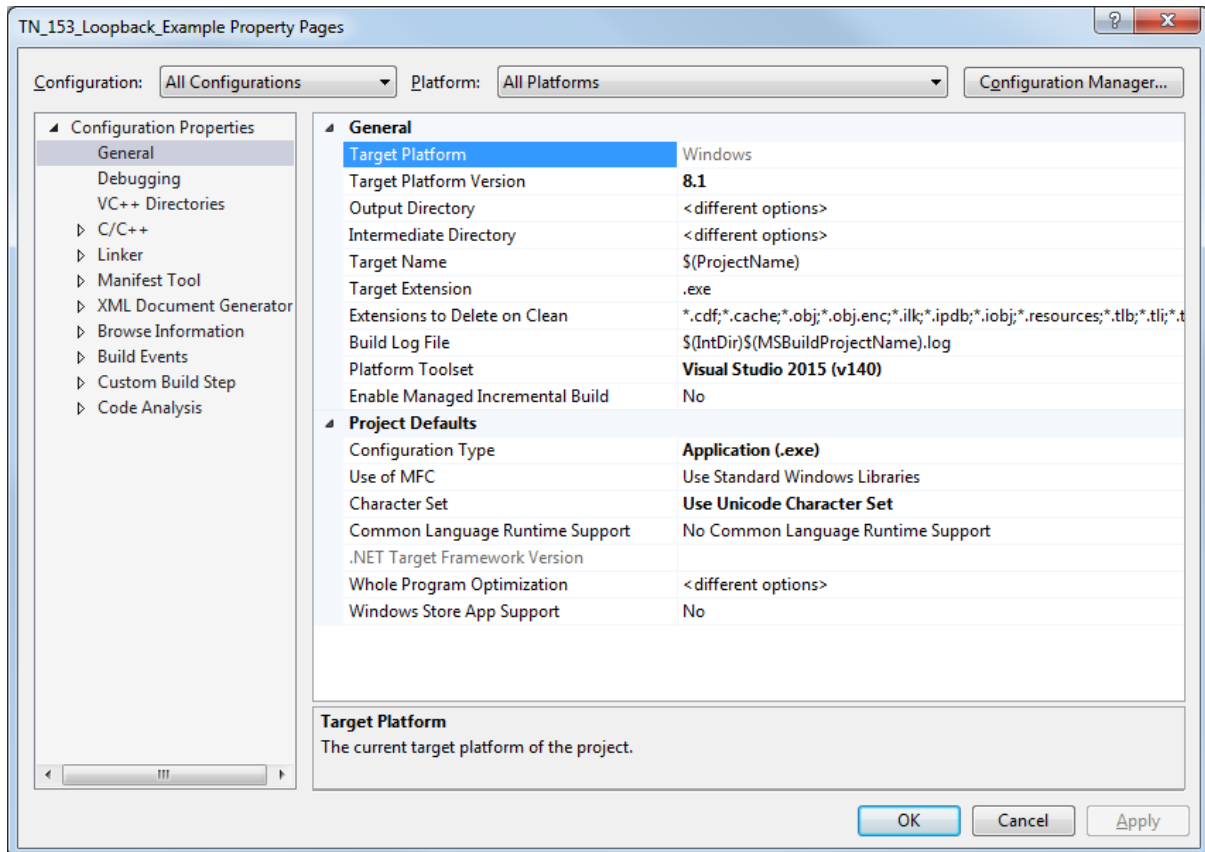 TN_153_Loopback_Example Property Pages
Configuration: All Configurations Platform: All Platforms Configuration Manager...
Configuration Properties
General
Debugging
VC++ Directories
C/C++
Linker
Manifest Tool
XML Document Generator
Browse Information
Build Events
Custom Build Step
Code Analysis
General
Target Platform Windows
Target Platform Version 8.1
Output Directory <different options>
Intermediate Directory <different options>
Target Name $(ProjectName)
Target Extension .exe
Extensions to Delete on Clean *.cdf;*.cache;*.obj;*.obj.enc;*.ilk;*.ipdb;*.iobj;*.resources;*.tlb;*.tli;*.t
Build Log File $(IntDir)$(MSBuildProjectName).log
Platform Toolset Visual Studio 2015 (v140)
Enable Managed Incremental Build No
Project Defaults
Configuration Type Application (.exe)
Use of MFC Use Standard Windows Libraries
Character Set Use Unicode Character Set
Common Language Runtime Support No Common Language Runtime Support
.NET Target Framework Version
Whole Program Optimization <different options>
Windows Store App Support No
Target Platform
The current target platform of the project.
OK Cancel Apply